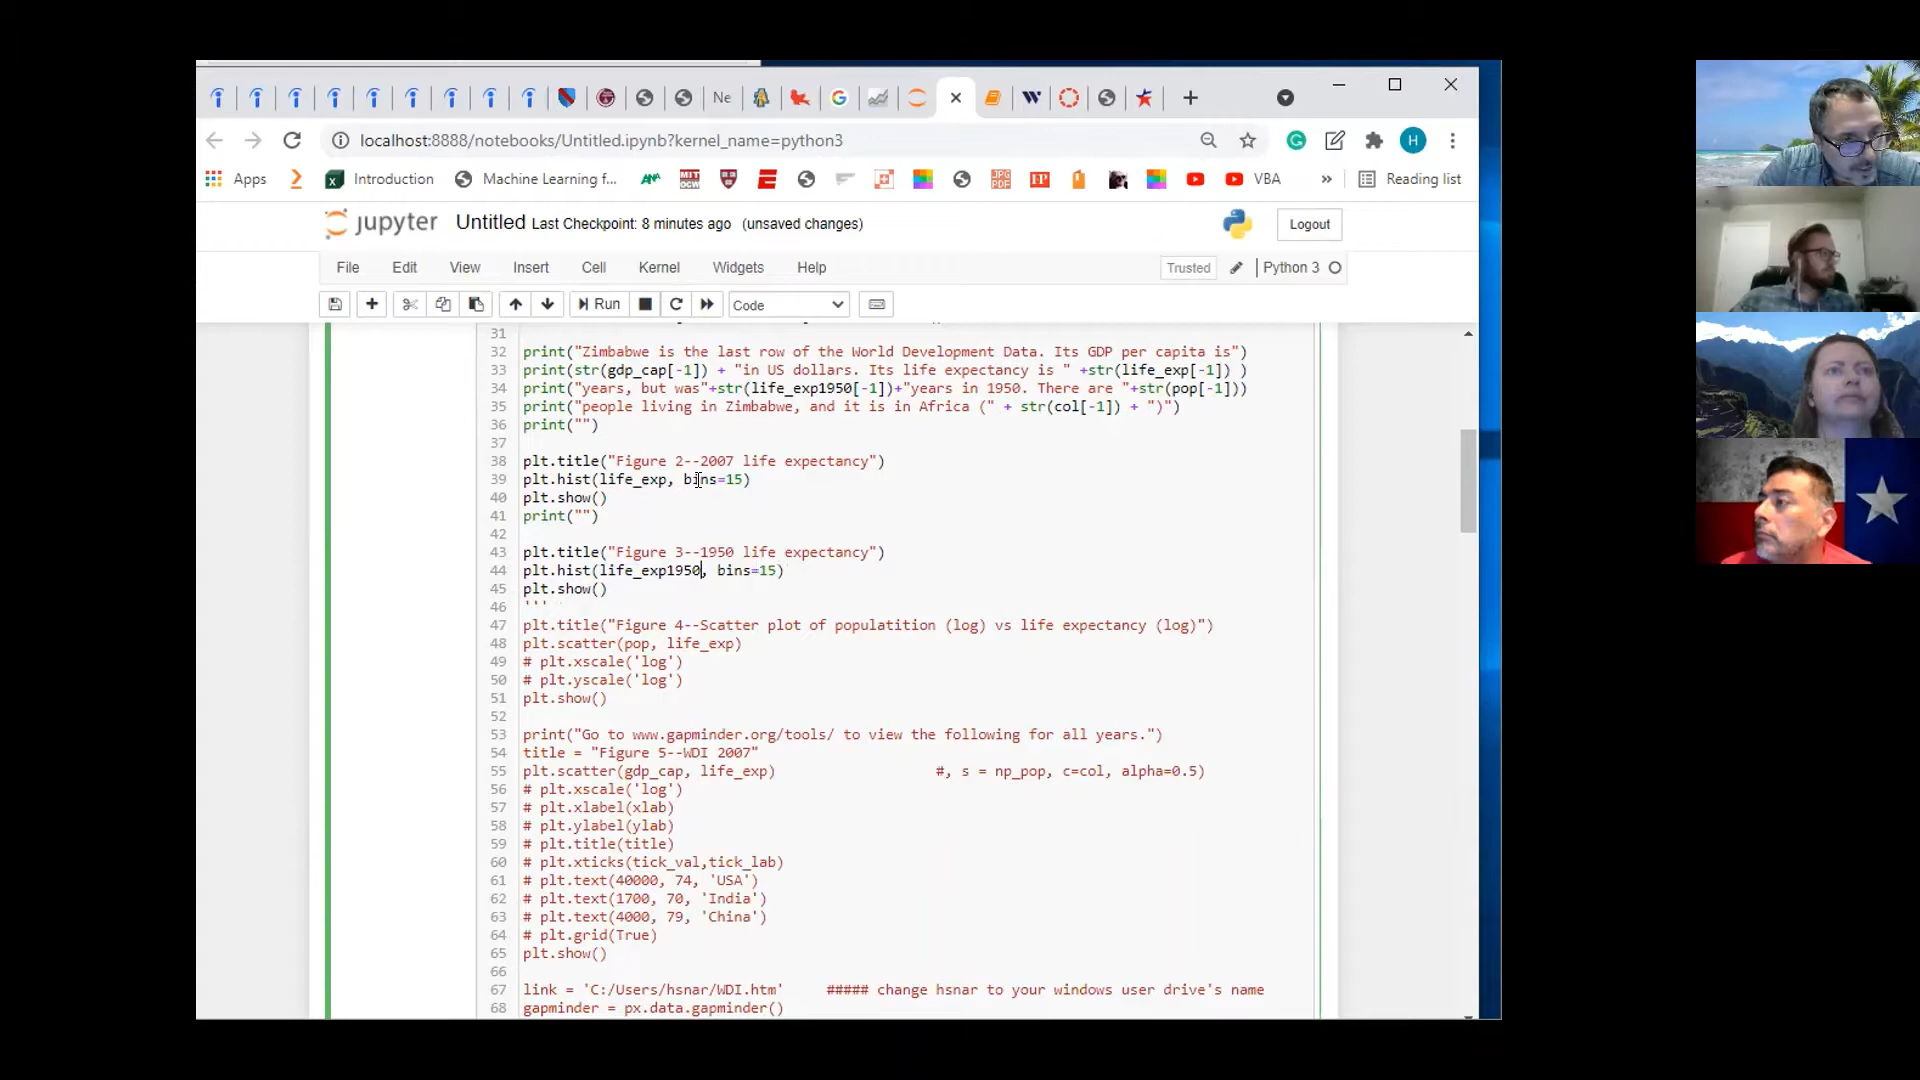 Ne
localhost:8888/notebooks/Untitled.ipynb?kernel_name=python3
H
Apps
Introduction
Machine Learning f...
MIT OCW
JPG PDF
VBA
»
Reading list
jupyter
Untitled Last Checkpoint: 8 minutes ago (unsaved changes)
Logout
File Edit View Insert Cell Kernel Widgets Help
Trusted
Python 3
Run
Code
31
32 print("Zimbabwe is the last row of the World Development Data. Its GDP per capita is")
33 print(str(gdp_cap[-1]) + "in US dollars. Its life expectancy is " +str(life_exp[-1]) )
34 print("years, but was"+str(life_exp1950[-1])+"years in 1950. There are "+str(pop[-1]))
35 print("people living in Zimbabwe, and it is in Africa (" + str(col[-1]) + ")")
36 print("")
37
38 plt.title("Figure 2--2007 life expectancy")
39 plt.hist(life_exp, bins=15)
40 plt.show()
41 print("")
42
43 plt.title("Figure 3--1950 life expectancy")
44 plt.hist(life_exp1950, bins=15)
45 plt.show()
46 '''
47 plt.title("Figure 4--Scatter plot of populatition (log) vs life expectancy (log)")
48 plt.scatter(pop, life_exp)
49 # plt.xscale('log')
50 # plt.yscale('log')
51 plt.show()
52
53 print("Go to www.gapminder.org/tools/ to view the following for all years.")
54 title = "Figure 5--WDI 2007"
55 plt.scatter(gdp_cap, life_exp) #, s = np_pop, c=col, alpha=0.5)
56 # plt.xscale('log')
57 # plt.xlabel(xlab)
58 # plt.ylabel(ylab)
59 # plt.title(title)
60 # plt.xticks(tick_val,tick_lab)
61 # plt.text(40000, 74, 'USA')
62 # plt.text(1700, 70, 'India')
63 # plt.text(4000, 79, 'China')
64 # plt.grid(True)
65 plt.show()
66
67 link = 'C:/Users/hsnar/WDI.htm' ##### change hsnar to your windows user drive's name
68 gapminder = px.data.gapminder()